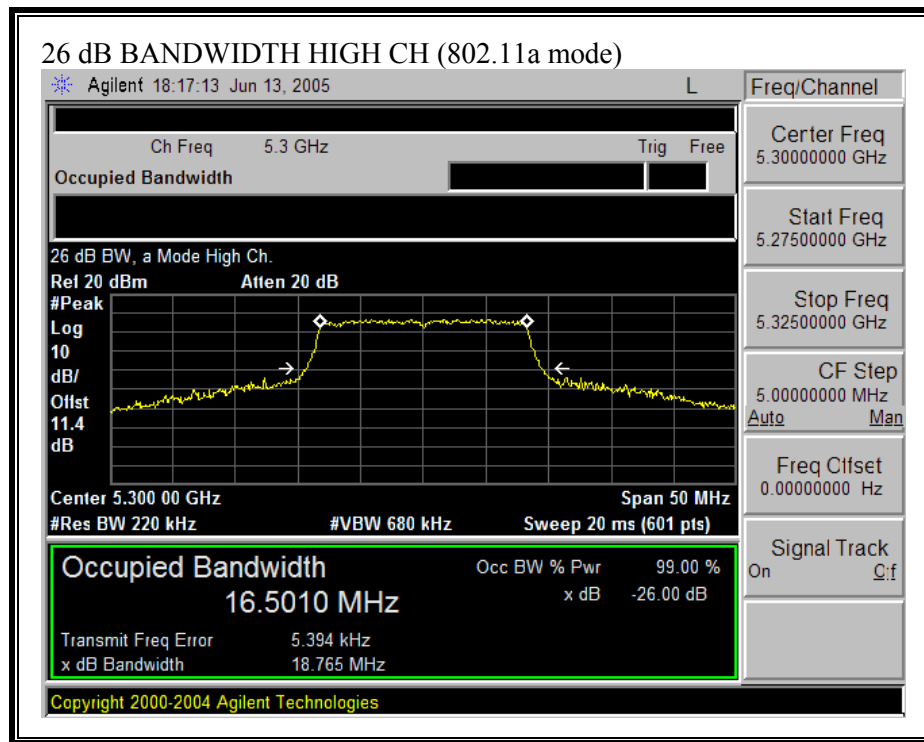 26 dB BANDWIDTH HIGH CH (802.11a mode)
Agilent 18:17:13 Jun 13, 2005 L
Freq/Channel
Ch Freq 5.3 GHz Trig Free
Occupied Bandwidth
Center Freq
5.30000000 GHz
Start Freq
5.27500000 GHz
Stop Freq
5.32500000 GHz
CF Step
5.00000000 MHz
Auto Man
Freq Offset
0.00000000 Hz
Signal Track
On Off
26 dB BW, a Mode High Ch.
Ref 20 dBm Atten 20 dB
#Peak
Log
10
dB/
Offst
11.4
dB
Center 5.300 00 GHz Span 50 MHz
#Res BW 220 kHz #VBW 680 kHz Sweep 20 ms (601 pts)
Occupied Bandwidth
16.5010 MHz
Occ BW % Pwr 99.00 %
x dB -26.00 dB
Transmit Freq Error 5.394 kHz
x dB Bandwidth 18.765 MHz
Copyright 2000-2004 Agilent Technologies